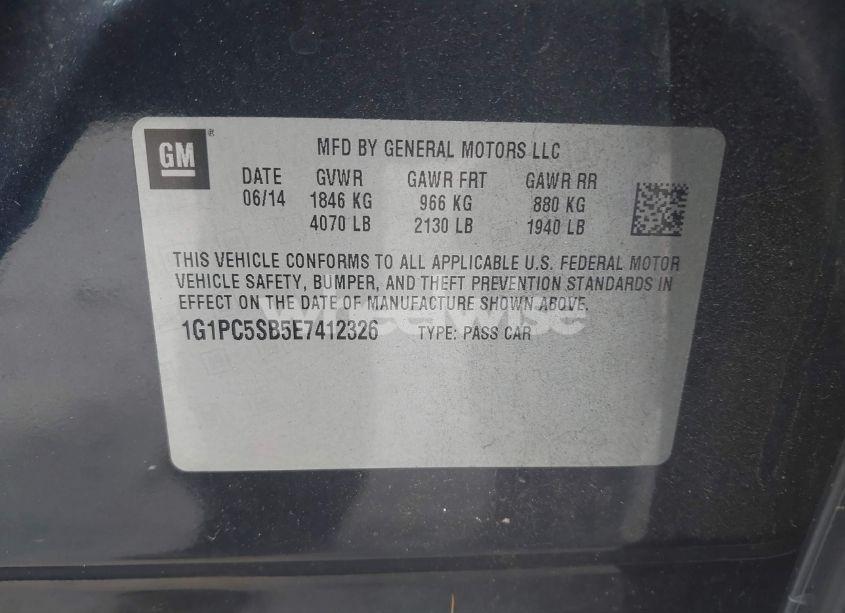 GM®
MFD BY GENERAL MOTORS LLC
DATE GVWR GAWR FRT GAWR RR
06/14 1846 KG 966 KG 880 KG
4070 LB 2130 LB 1940 LB
THIS VEHICLE CONFORMS TO ALL APPLICABLE U.S. FEDERAL MOTOR
VEHICLE SAFETY, BUMPER, AND THEFT PREVENTION STANDARDS IN
EFFECT ON THE DATE OF MANUFACTURE SHOWN ABOVE.
wheelwise
1G1PC5SB5E7412326 TYPE: PASS CAR